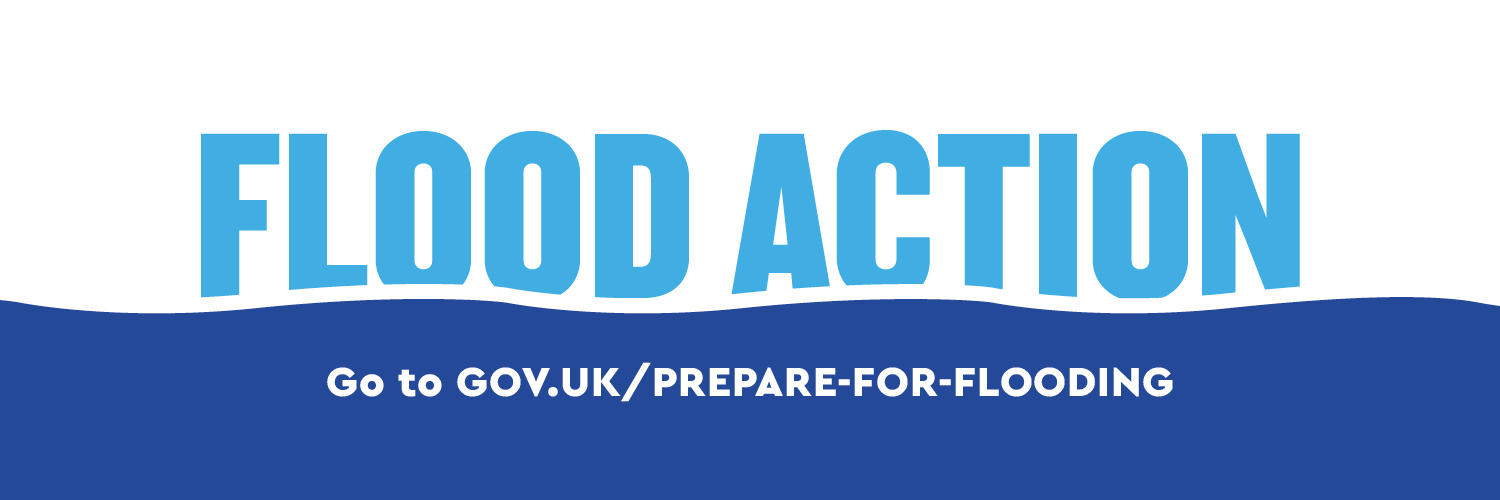 FLOOD ACTION
Go to GOV.UK/PREPARE-FOR-FLOODING